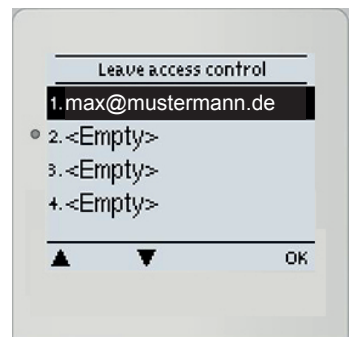 Leave access control
1.max@mustermann.de
2.<Empty>
3.<Empty>
4.<Empty>
OK